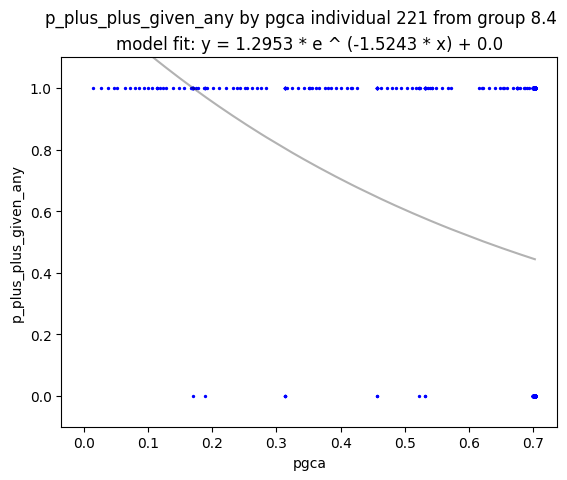 p_plus_plus_given_any by pgca individual 221 from group 8.4
model fit: y = 1.2953 * e ^ (-1.5243 * x) + 0.0
1.0
0.8
0.6
0.4
0.2
0.0
p_plus_plus_given_any
0.0 0.1 0.2 0.3 0.4 0.5 0.6 0.7
pgca